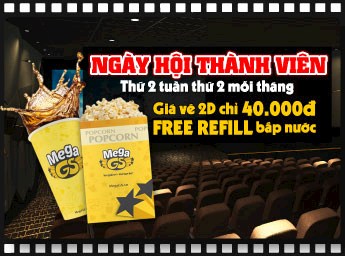 NGÀY HỘI THÀNH VIÊN
Thứ 2 tuần thứ 2 mỗi tháng
Giá vé 2D chỉ 40.000đ
FREE REFILL bắp nước
POPCORN POPCORN
POPCORN
Mega
GS
Mega
GS